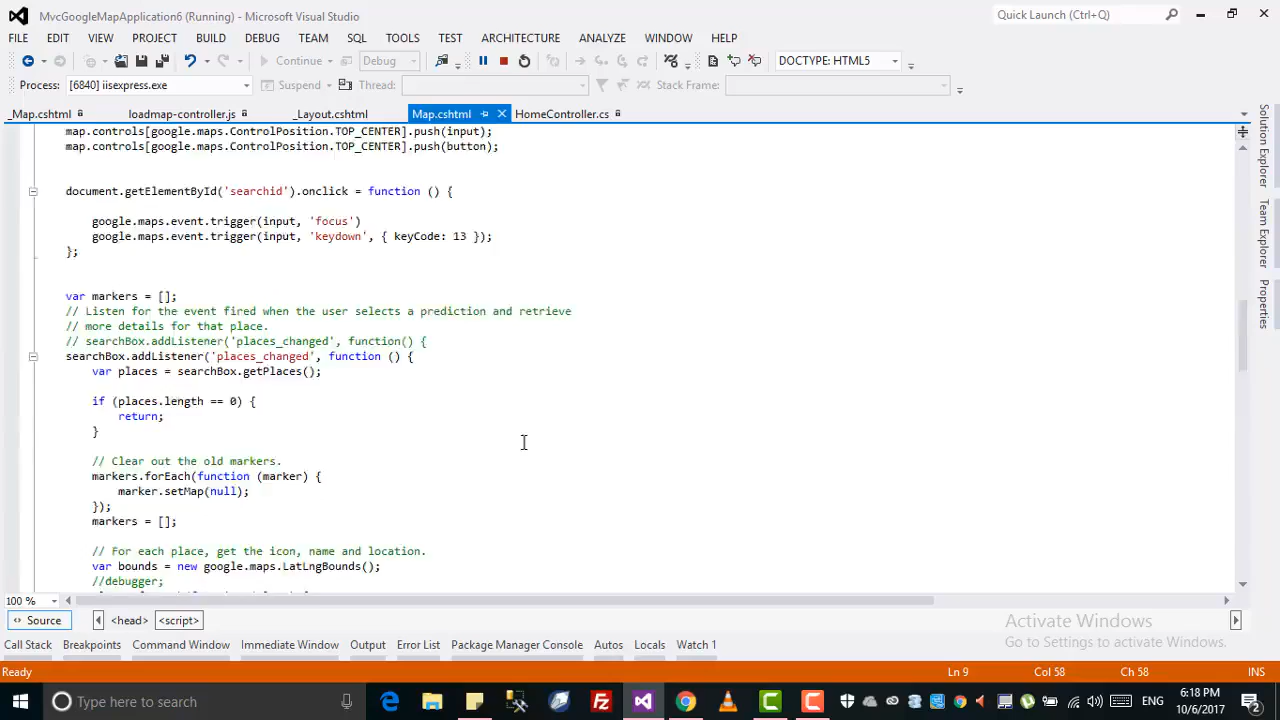 MvcGoogleMapApplication6 (Running) - Microsoft Visual Studio
Quick Launch (Ctrl+Q)
FILE EDIT VIEW PROJECT BUILD DEBUG TEAM SQL TOOLS TEST ARCHITECTURE ANALYZE WINDOW HELP
Continue Debug DOCTYPE: HTML5
Process: [6840] iisexpress.exe Suspend Thread: Stack Frame:
_Map.cshtml loadmap-controller.js _Layout.cshtml Map.cshtml HomeController.cs
map.controls[google.maps.ControlPosition.TOP_CENTER].push(input);
map.controls[google.maps.ControlPosition.TOP_CENTER].push(button);
document.getElementById('searchid').onclick = function () {
google.maps.event.trigger(input, 'focus')
google.maps.event.trigger(input, 'keydown', { keyCode: 13 });
};
var markers = [];
// Listen for the event fired when the user selects a prediction and retrieve
// more details for that place.
// searchBox.addListener('places_changed', function() {
searchBox.addListener('places_changed', function () {
var places = searchBox.getPlaces();
if (places.length == 0) {
return;
}
// Clear out the old markers.
markers.forEach(function (marker) {
marker.setMap(null);
});
markers = [];
// For each place, get the icon, name and location.
var bounds = new google.maps.LatLngBounds();
//debugger;
Solution Explorer
Team Explorer
Properties
100 %
Source <head> <script>
Activate Windows
Go to Settings to activate Windows.
Call Stack Breakpoints Command Window Immediate Window Output Error List Package Manager Console Autos Locals Watch 1
Ready Ln 9 Col 58 Ch 58 INS
Type here to search
ENG
6:18 PM
10/6/2017
2